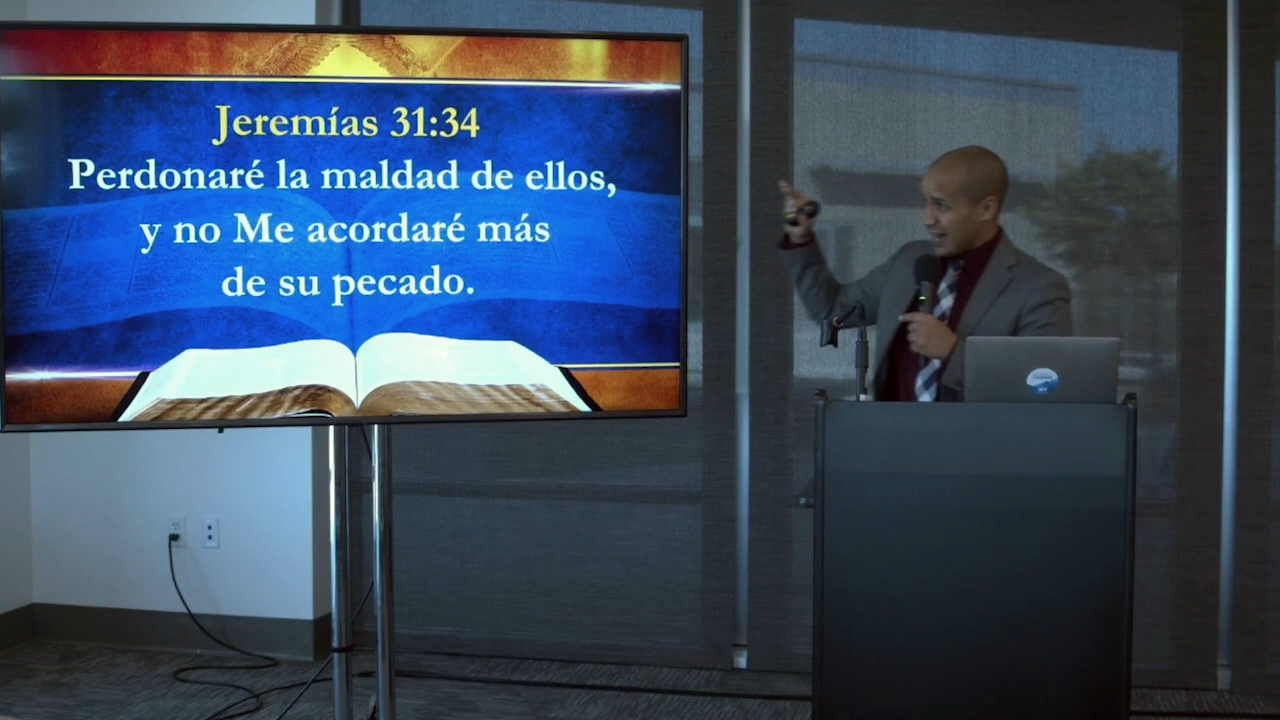 Jeremías 31:34
Perdonaré la maldad de ellos,
y no Me acordaré más
de su pecado.